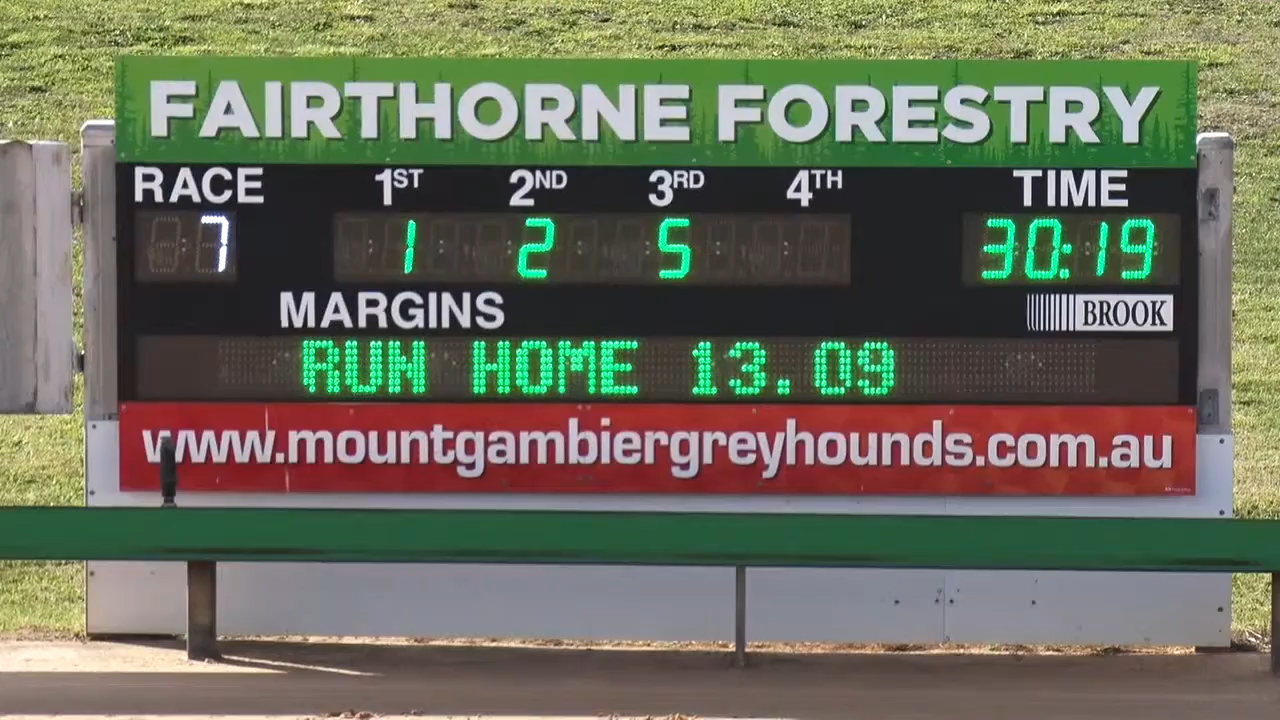 FAIRTHORNE FORESTRY
RACE 1ST 2ND 3RD 4TH TIME
7 1 2 5 30:19
MARGINS BROOK
RUN HOME 13.09
www.mountgambiergreyhounds.com.au